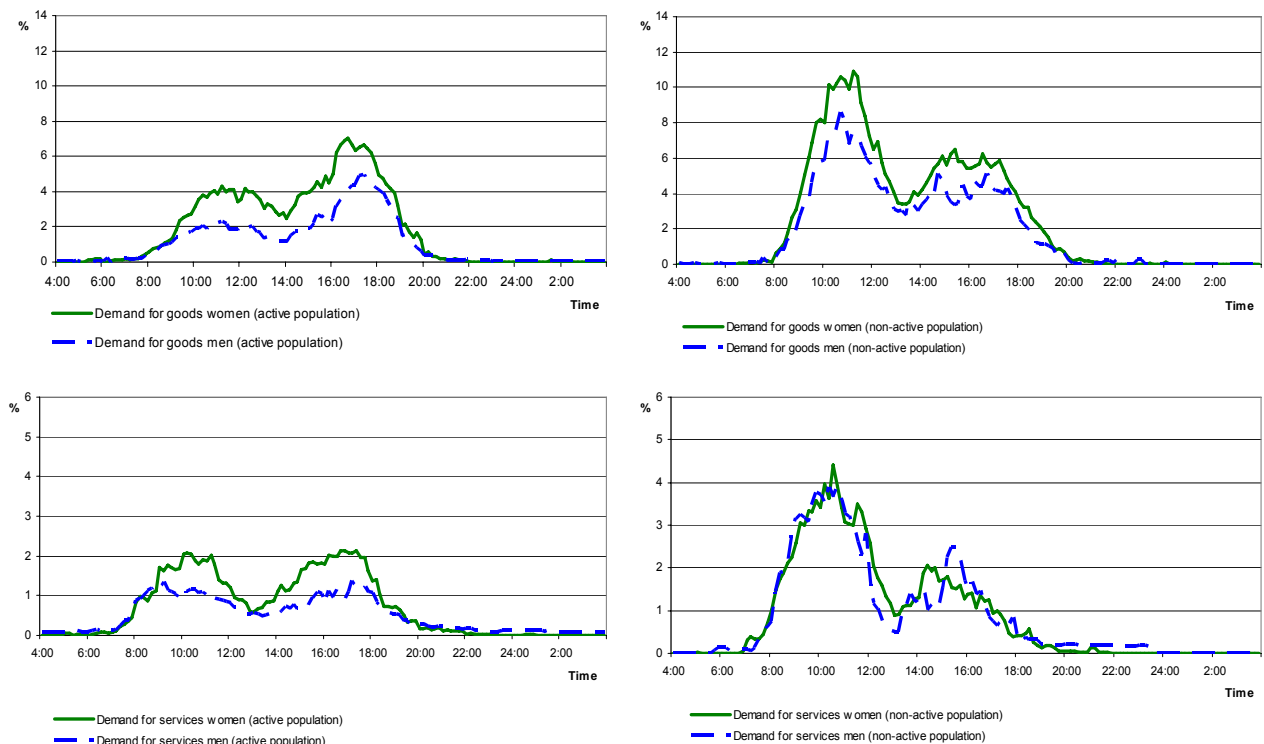 %
14
12
10
8
6
4
2
0
4:00 6:00 8:00 10:00 12:00 14:00 16:00 18:00 20:00 22:00 24:00 2:00
Time
Demand for goods women (active population)
Demand for goods men (active population)
%
14
12
10
8
6
4
2
0
4:00 6:00 8:00 10:00 12:00 14:00 16:00 18:00 20:00 22:00 24:00 2:00
Time
Demand for goods women (non-active population)
Demand for goods men (non-active population)
%
6
5
4
3
2
1
0
4:00 6:00 8:00 10:00 12:00 14:00 16:00 18:00 20:00 22:00 24:00 2:00
Time
Demand for services women (active population)
Demand for services men (active population)
%
6
5
4
3
2
1
0
4:00 6:00 8:00 10:00 12:00 14:00 16:00 18:00 20:00 22:00 24:00 2:00
Time
Demand for services women (non-active population)
Demand for services men (non-active population)